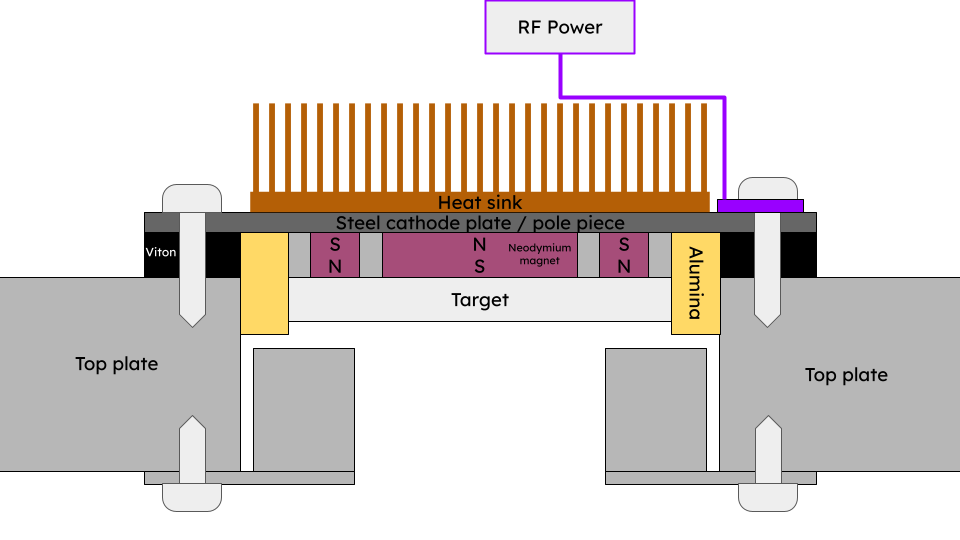 RF Power
Heat sink
Steel cathode plate / pole piece
Viton
S
N
N
S
Neodymium
magnet
S
N
Alumina
Target
Top plate
Top plate